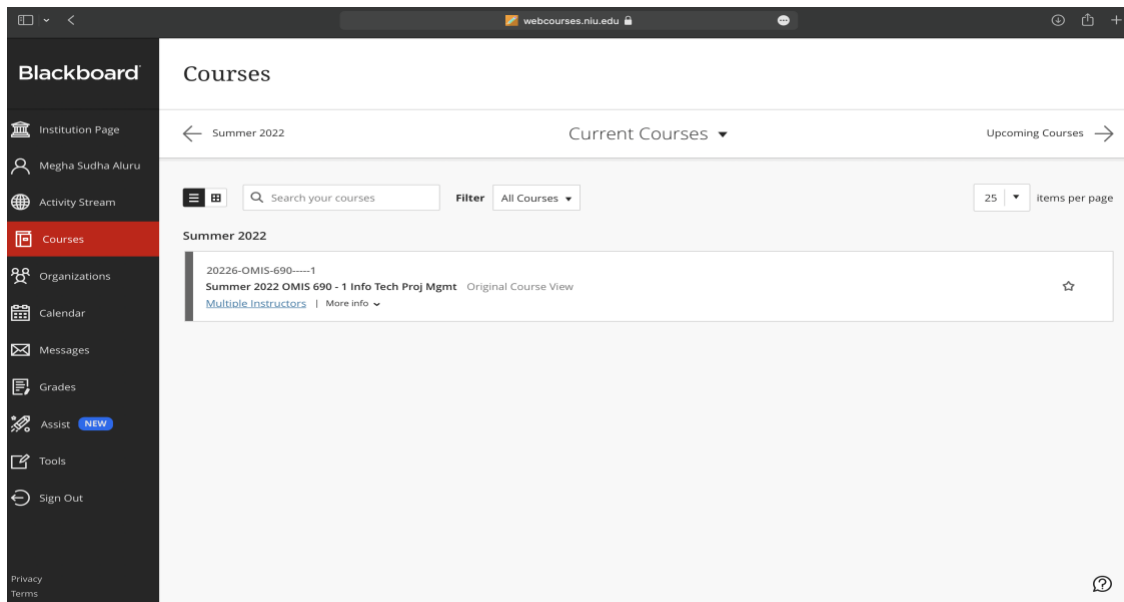 webcourses.niu.edu
Blackboard
Institution Page
Megha Sudha Aluru
Activity Stream
Courses
Organizations
Calendar
Messages
Grades
Assist NEW
Tools
Sign Out
Privacy
Terms
Courses
Summer 2022
Current Courses
Upcoming Courses
Search your courses
Filter All Courses
25 items per page
Summer 2022
20226-OMIS-690-----1
Summer 2022 OMIS 690 - 1 Info Tech Proj Mgmt Original Course View
Multiple Instructors | More info